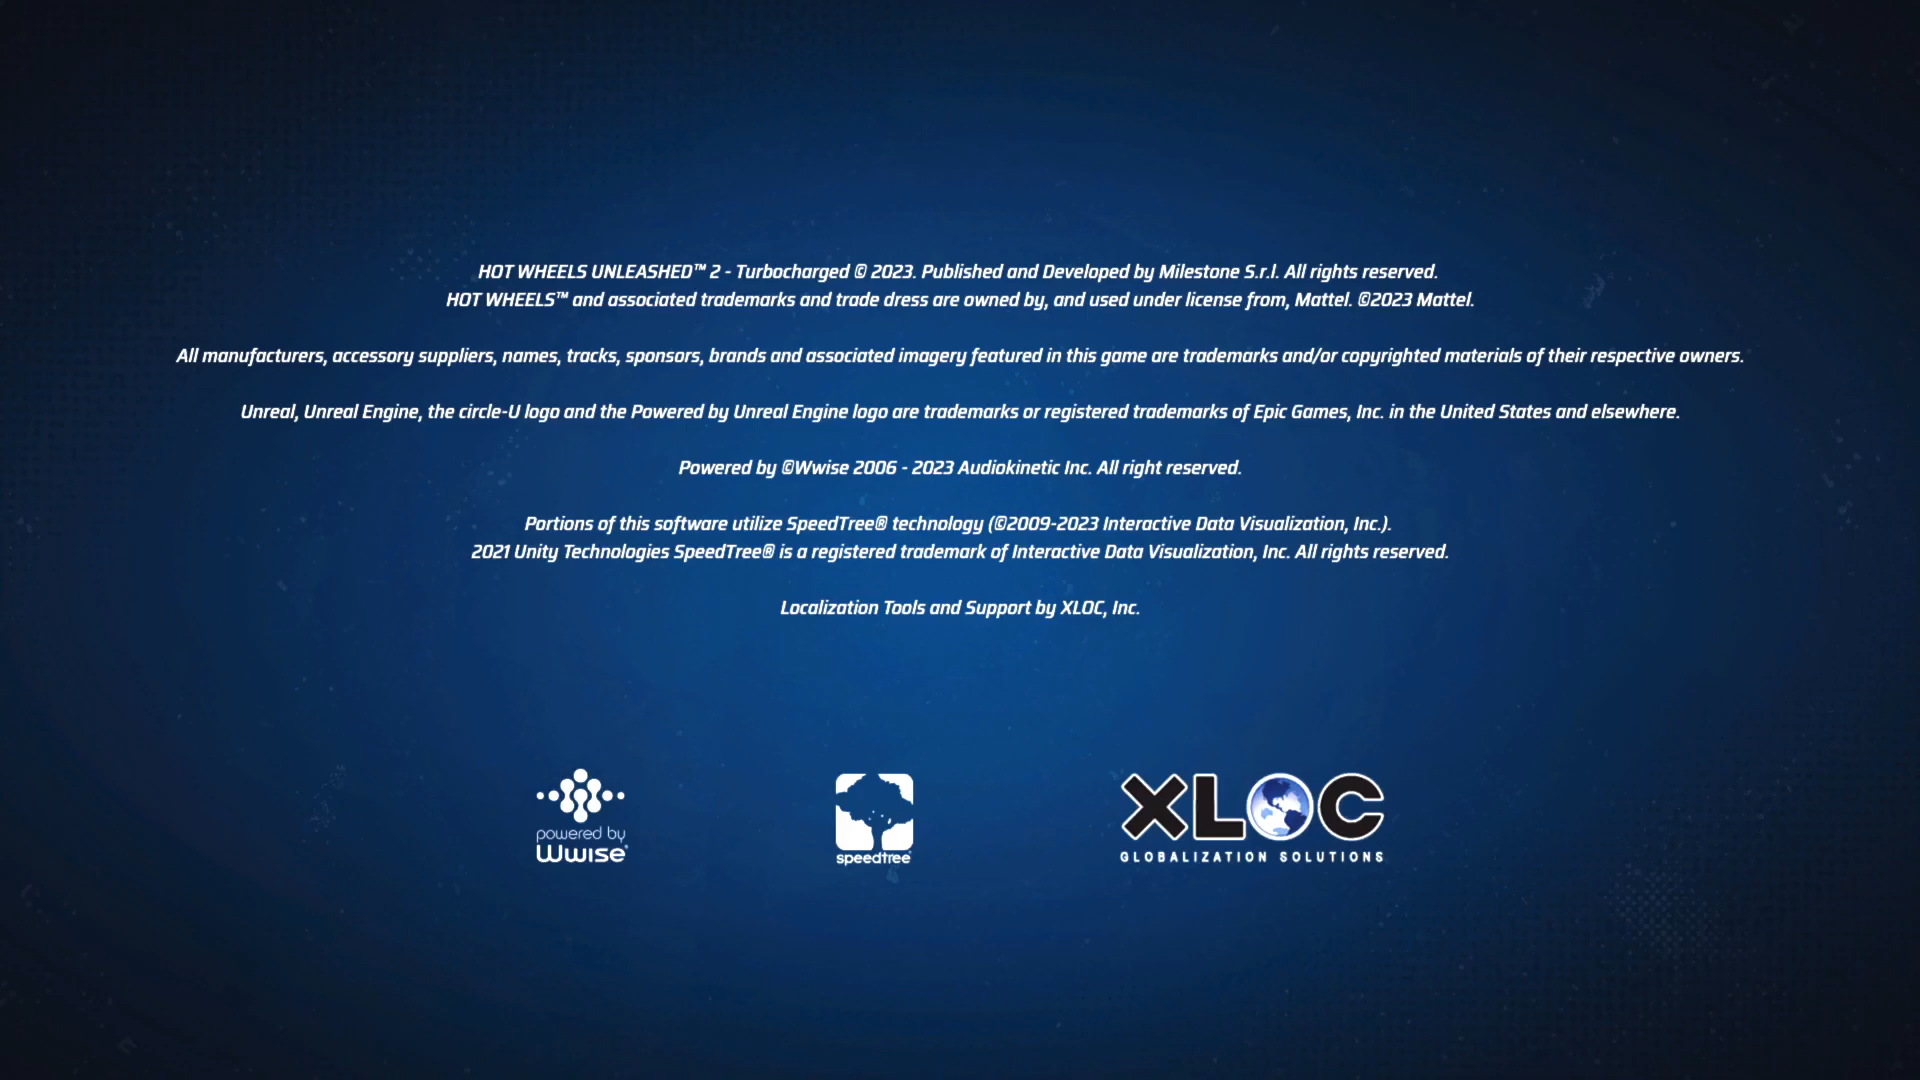 HOT WHEELS UNLEASHED™ 2 - Turbocharged © 2023. Published and Developed by Milestone S.r.l. All rights reserved.
HOT WHEELS™ and associated trademarks and trade dress are owned by, and used under license from, Mattel. ©2023 Mattel.
All manufacturers, accessory suppliers, names, tracks, sponsors, brands and associated imagery featured in this game are trademarks and/or copyrighted materials of their respective owners.
Unreal, Unreal Engine, the circle-U logo and the Powered by Unreal Engine logo are trademarks or registered trademarks of Epic Games, Inc. in the United States and elsewhere.
Powered by ©Wwise 2006 - 2023 Audiokinetic Inc. All right reserved.
Portions of this software utilize SpeedTree® technology (©2009-2023 Interactive Data Visualization, Inc.).
2021 Unity Technologies SpeedTree® is a registered trademark of Interactive Data Visualization, Inc. All rights reserved.
Localization Tools and Support by XLOC, Inc.
powered by
Wwise®
speedtree®
XLOC
GLOBALIZATION SOLUTIONS